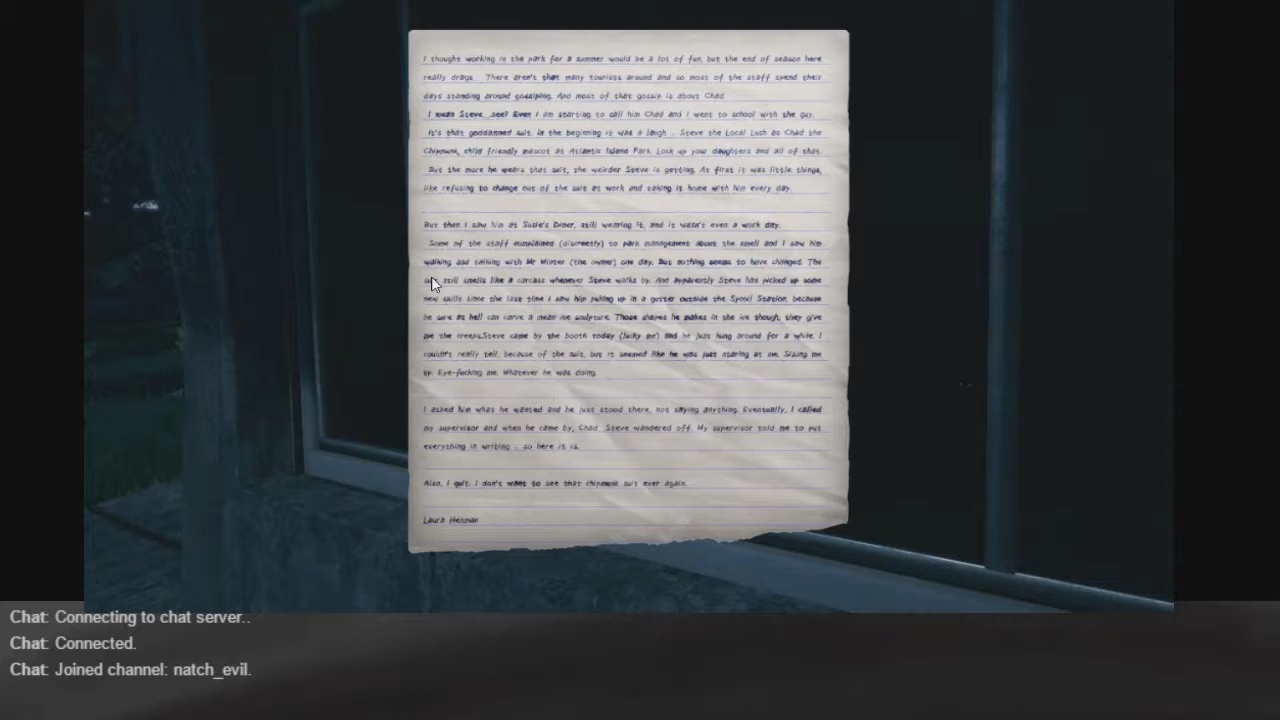 I thought working in the park for a summer would be a lot of fun, but the end of season here
really drags. There aren't that many tourists around and so most of the staff spend their
days standing around gossiping. And most of that gossip is about Chad.
I mean Steve...see? Even I am starting to call him Chad and I went to school with the guy.
It's that goddamned suit. In the beginning it was a laugh - Steve the Local Lush as Chad the
Chipmunk, child friendly mascot at Atlantic Island Park. Lock up your daughters and all of that.
But the more he wears that suit, the weirder Steve is getting. At first it was little things,
like refusing to change out of the suit at work and taking it home with him every day.
But then I saw him at Susie's Diner, still wearing it, and it wasn't even a work day.
Some of the staff complained (discreetly) to park management about the smell and I saw him
walking and talking with Mr Winter (the owner) one day. But nothing seems to have changed. The
still smells like a carcass whenever Steve walks by. And apparently Steve has picked up some
new skills since the last time I saw him puking up in a gutter outside the Sycoil Station, because
he sure as hell can carve a mean ice sculpture. Those shapes he makes in the ice though, they give
me the creeps.Steve came by the booth today (lucky me) and he just hung around for a while. I
couldn't really tell, because of the suit, but it seemed like he was just staring at me. Sizing me
up. Eye-fucking me. Whatever he was doing.
I asked him what he wanted and he just stood there, not saying anything. Eventually, I called
my supervisor and when he came by, Chad Steve wandered off. My supervisor told me to put
everything in writing - so here it is.
Also, I quit. I don't want to see that chipmunk suit ever again.
Laura Henman
Chat: Connecting to chat server..
Chat: Connected.
Chat: Joined channel: natch_evil.